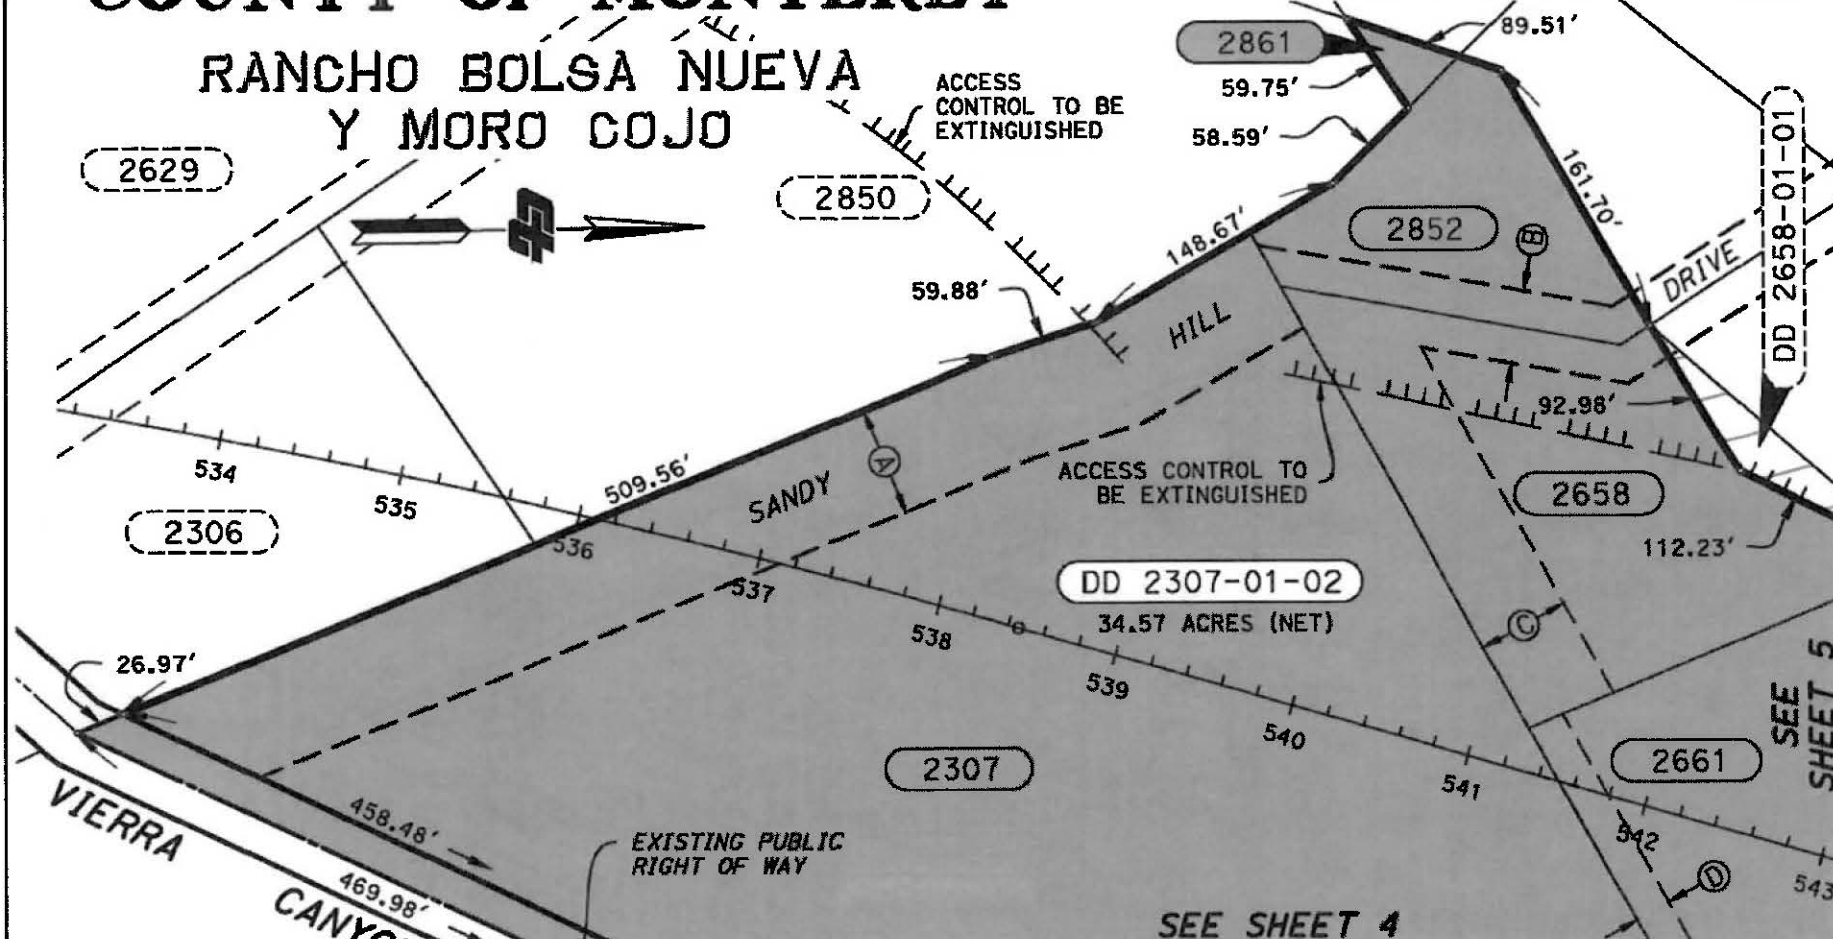 COUNTY OF MONTEREY
RANCHO BOLSA NUEVA
Y MORO COJO
ACCESS
CONTROL TO BE
EXTINGUISHED
2861
89.51'
59.75'
58.59'
2629
2850
148.67'
2852
B
161.70'
DRIVE
DD 2658-01-01
59.88'
HILL
92.98'
534
535
509.56'
SANDY
A
ACCESS CONTROL TO
BE EXTINGUISHED
2658
112.23'
2306
536
537
DD 2307-01-02
34.57 ACRES (NET)
538
C
539
26.97'
540
SEE
SHEET 5
2307
541
2661
542
543
D
VIERRA
458.48'
EXISTING PUBLIC
RIGHT OF WAY
469.98'
SEE SHEET 4